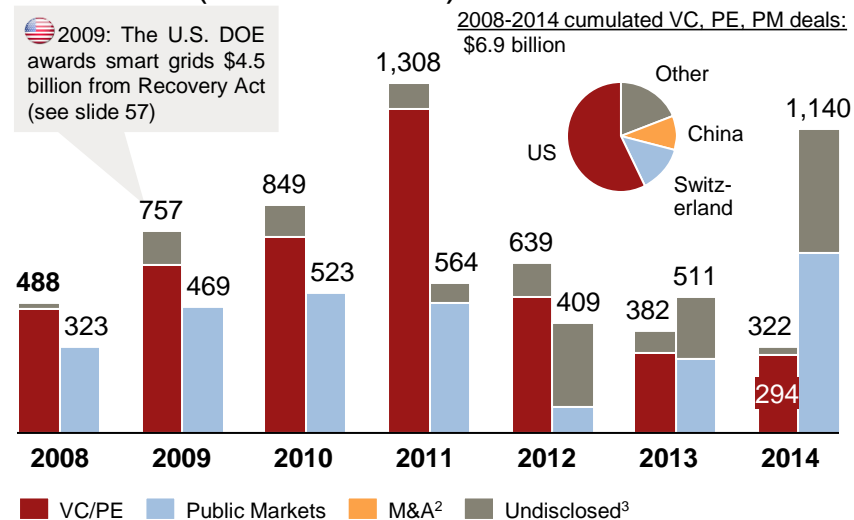 2009: The U.S. DOE
awards smart grids $4.5
billion from Recovery Act
(see slide 57)
2008-2014 cumulated VC, PE, PM deals:
$6.9 billion
Other
US
China
Switz-
erland
488
323
757
469
849
523
1,308
564
639
409
382
511
322
294
1,140
2008
2009
2010
2011
2012
2013
2014
VC/PE
Public Markets
M&A²
Undisclosed³